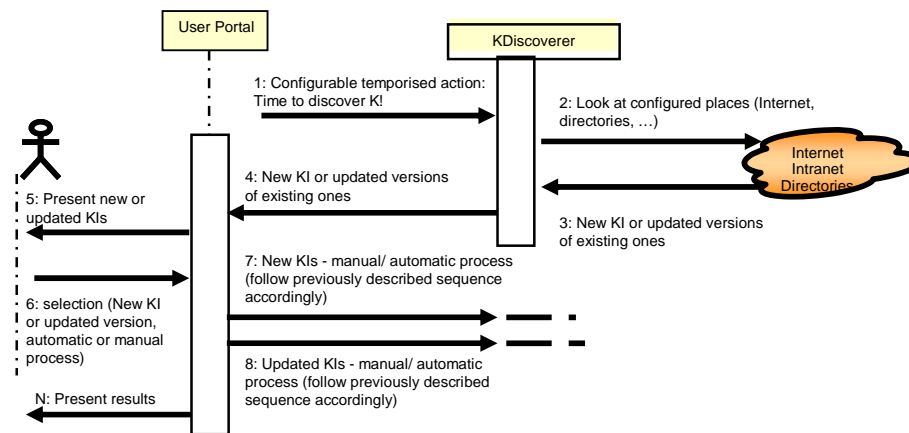 User Portal
KDiscoverer
1: Configurable temporised action:
Time to discover K!
2: Look at configured places (Internet,
directories, …)
Internet
Intranet
Directories
3: New KI or updated versions
of existing ones
4: New KI or updated versions
of existing ones
5: Present new or
updated KIs
6: selection (New KI
or updated version,
automatic or manual
process)
7: New KIs - manual/ automatic process
(follow previously described sequence
accordingly)
8: Updated KIs - manual/ automatic
process (follow previously described
sequence accordingly)
N: Present results